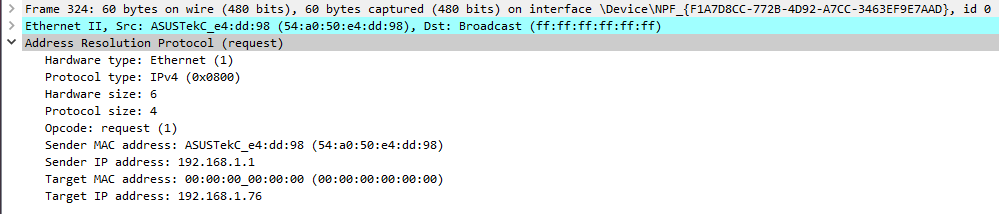 Frame 324: 60 bytes on wire (480 bits), 60 bytes captured (480 bits) on interface \Device\NPF_{F1A7D8CC-772B-4D92-A7CC-3463EF9E7AAD}, id 0
Ethernet II, Src: ASUSTekC_e4:dd:98 (54:a0:50:e4:dd:98), Dst: Broadcast (ff:ff:ff:ff:ff:ff)
Address Resolution Protocol (request)
Hardware type: Ethernet (1)
Protocol type: IPv4 (0x0800)
Hardware size: 6
Protocol size: 4
Opcode: request (1)
Sender MAC address: ASUSTekC_e4:dd:98 (54:a0:50:e4:dd:98)
Sender IP address: 192.168.1.1
Target MAC address: 00:00:00_00:00:00 (00:00:00:00:00:00)
Target IP address: 192.168.1.76